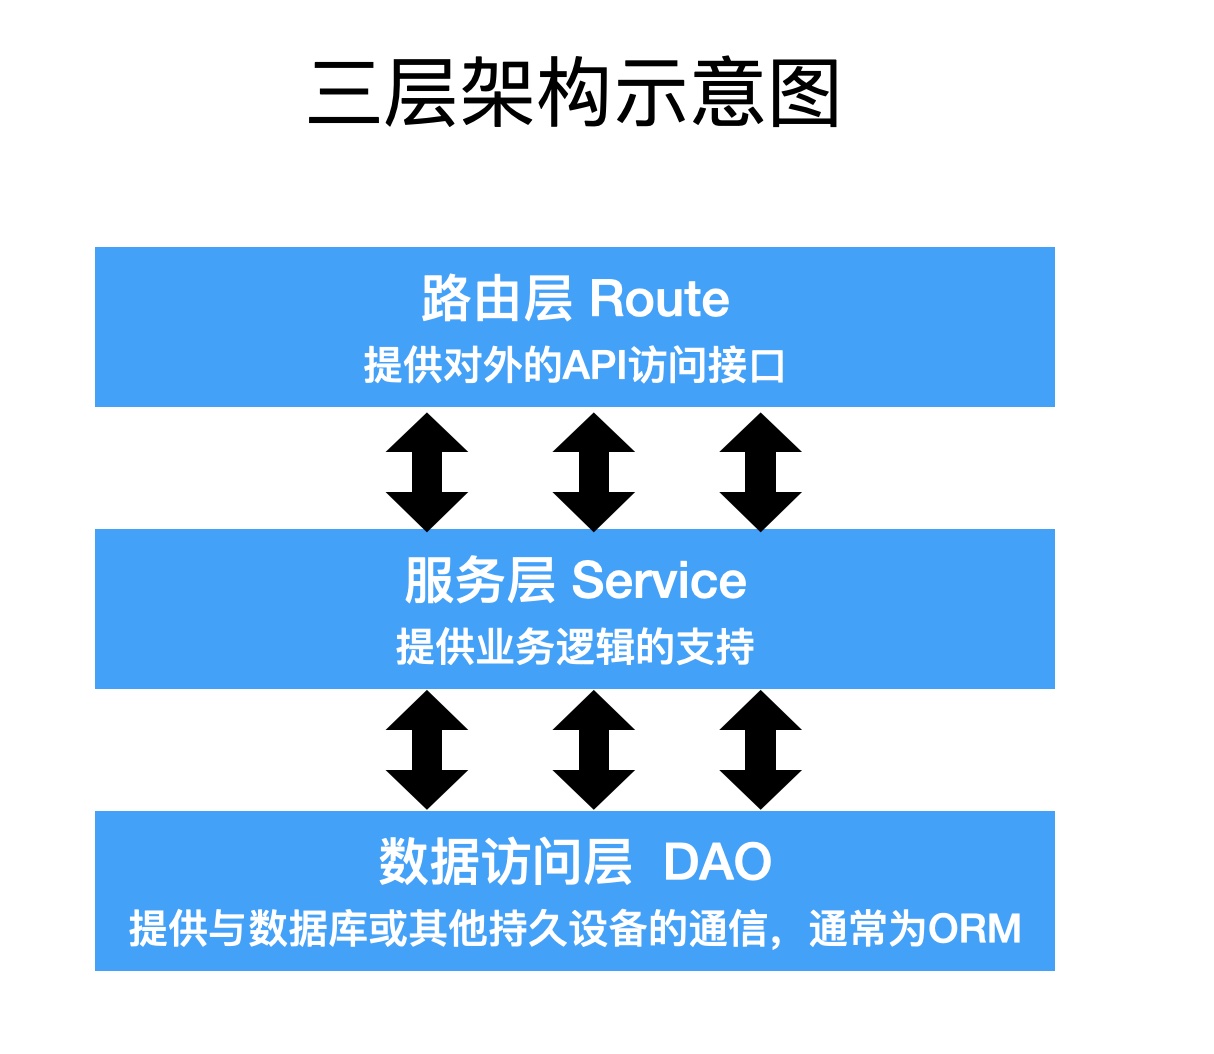 三层架构示意图
路由层 Route
提供对外的API访问接口
服务层 Service
提供业务逻辑的支持
数据访问层 DAO
提供与数据库或其他持久设备的通信，通常为ORM